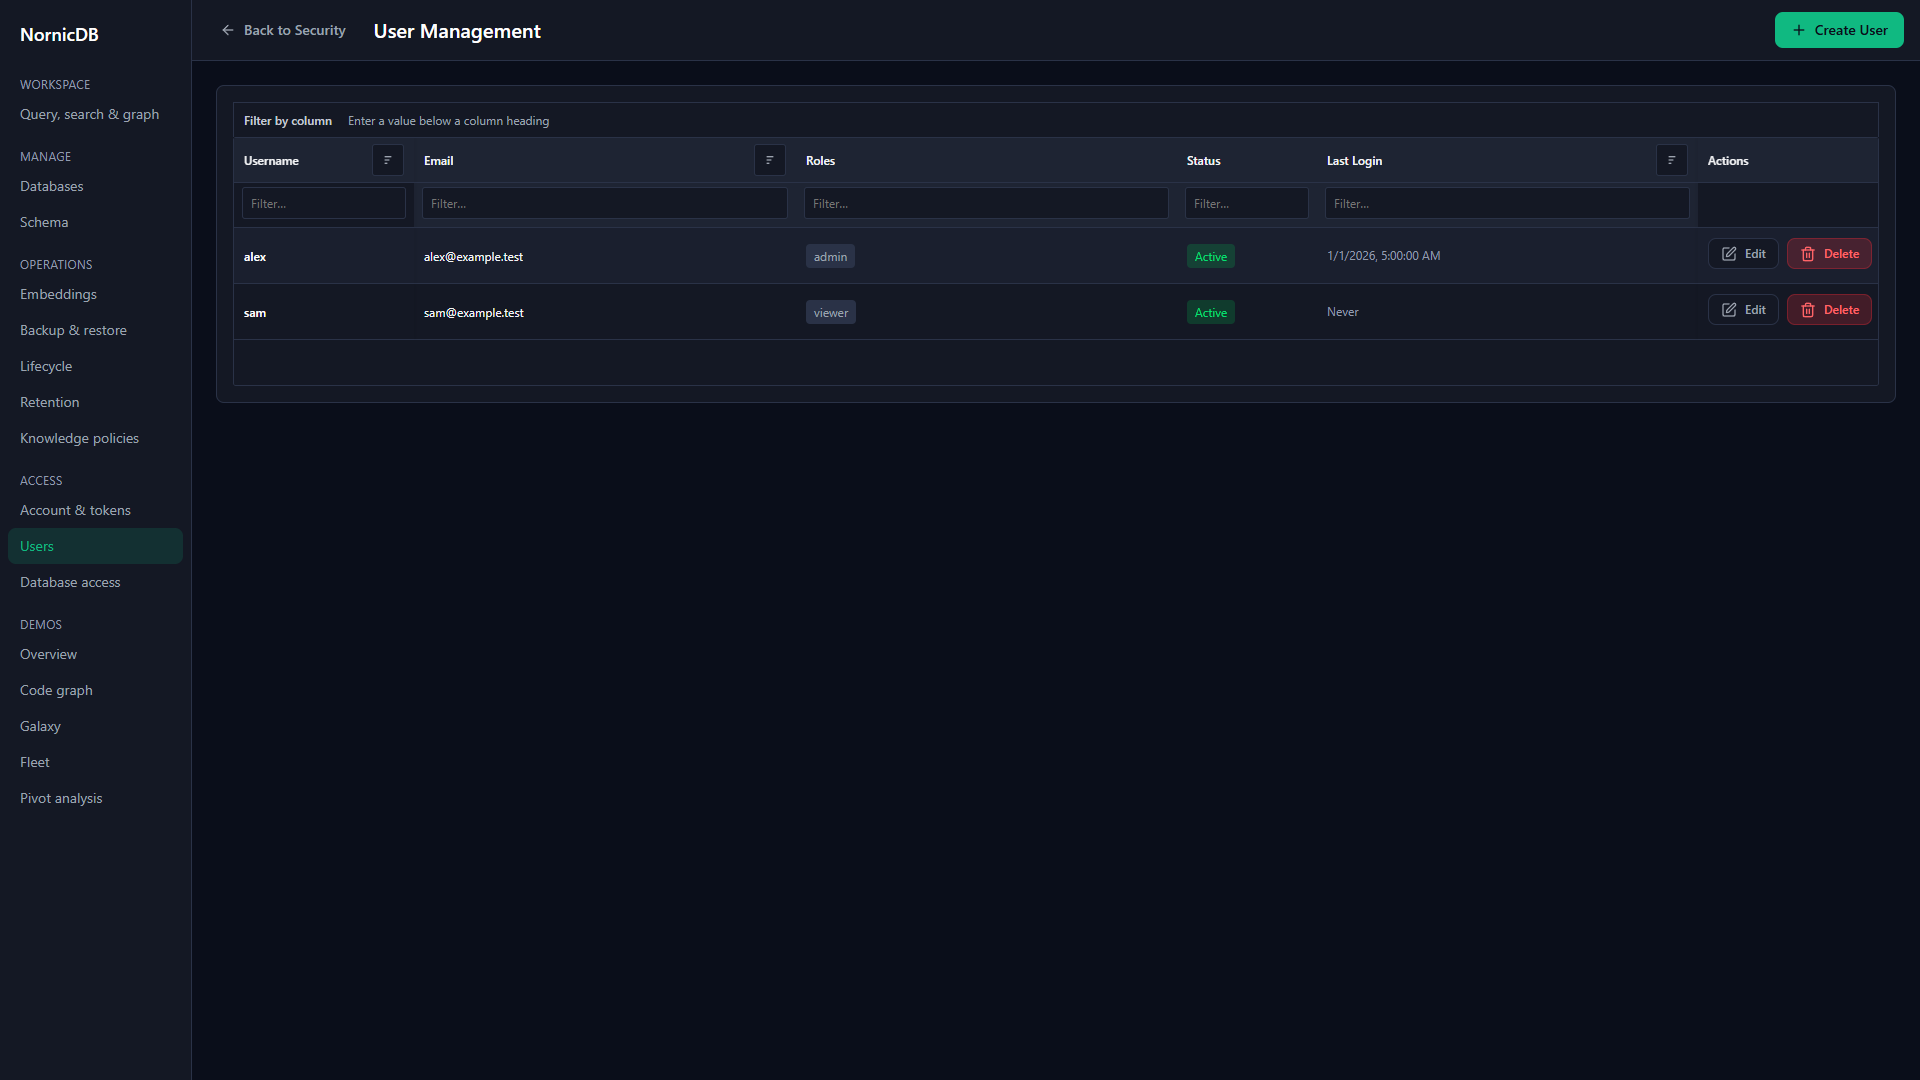 NornicDB
WORKSPACE
Query, search & graph
MANAGE
Databases
Schema
OPERATIONS
Embeddings
Backup & restore
Lifecycle
Retention
Knowledge policies
ACCESS
Account & tokens
Users
Database access
DEMOS
Overview
Code graph
Galaxy
Fleet
Pivot analysis
Back to Security User Management Create User
Filter by column Enter a value below a column heading
Username Email Roles Status Last Login Actions
Filter... Filter... Filter... Filter... Filter...
alex alex@example.test admin Active 1/1/2026, 5:00:00 AM Edit Delete
sam sam@example.test viewer Active Never Edit Delete